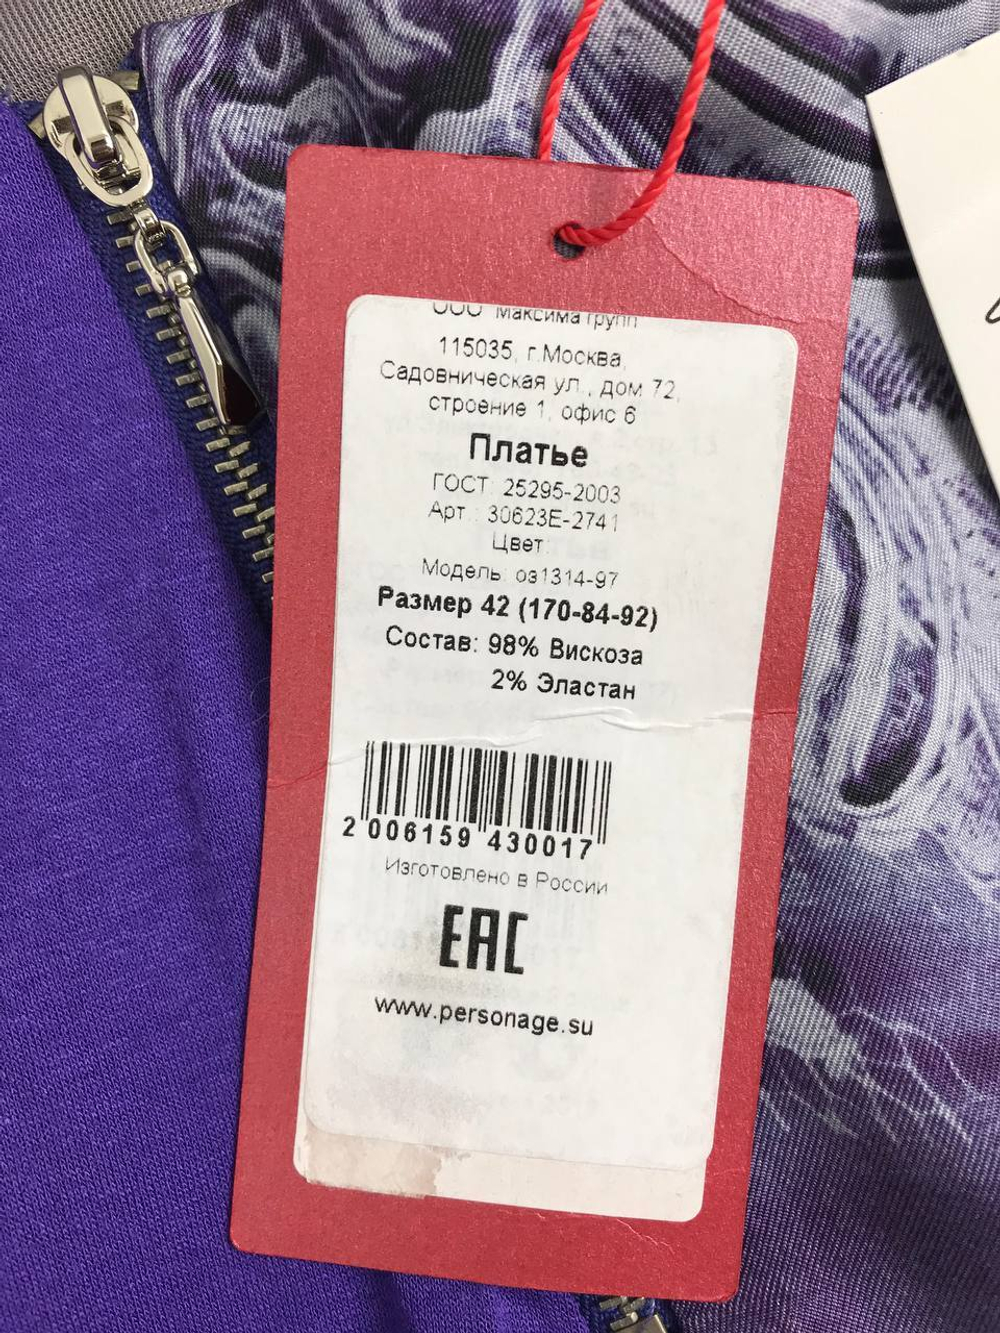 ООО Максима групп
115035, г.Москва,
Садовническая ул., дом 72,
строение 1, офис 6
Платье
ГОСТ: 25295-2003
Арт.: 30623Е-2741
Цвет:
Модель: оз1314-97
Размер 42 (170-84-92)
Состав: 98% Вискоза
2% Эластан
2 006159 430017
Изготовлено в России
ЕАС
www.personage.su